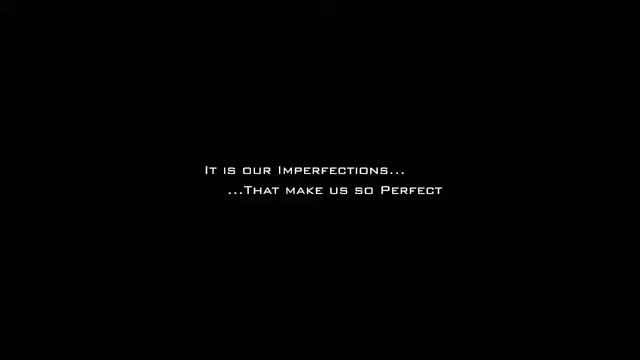 It is our Imperfections...
...That make us so Perfect